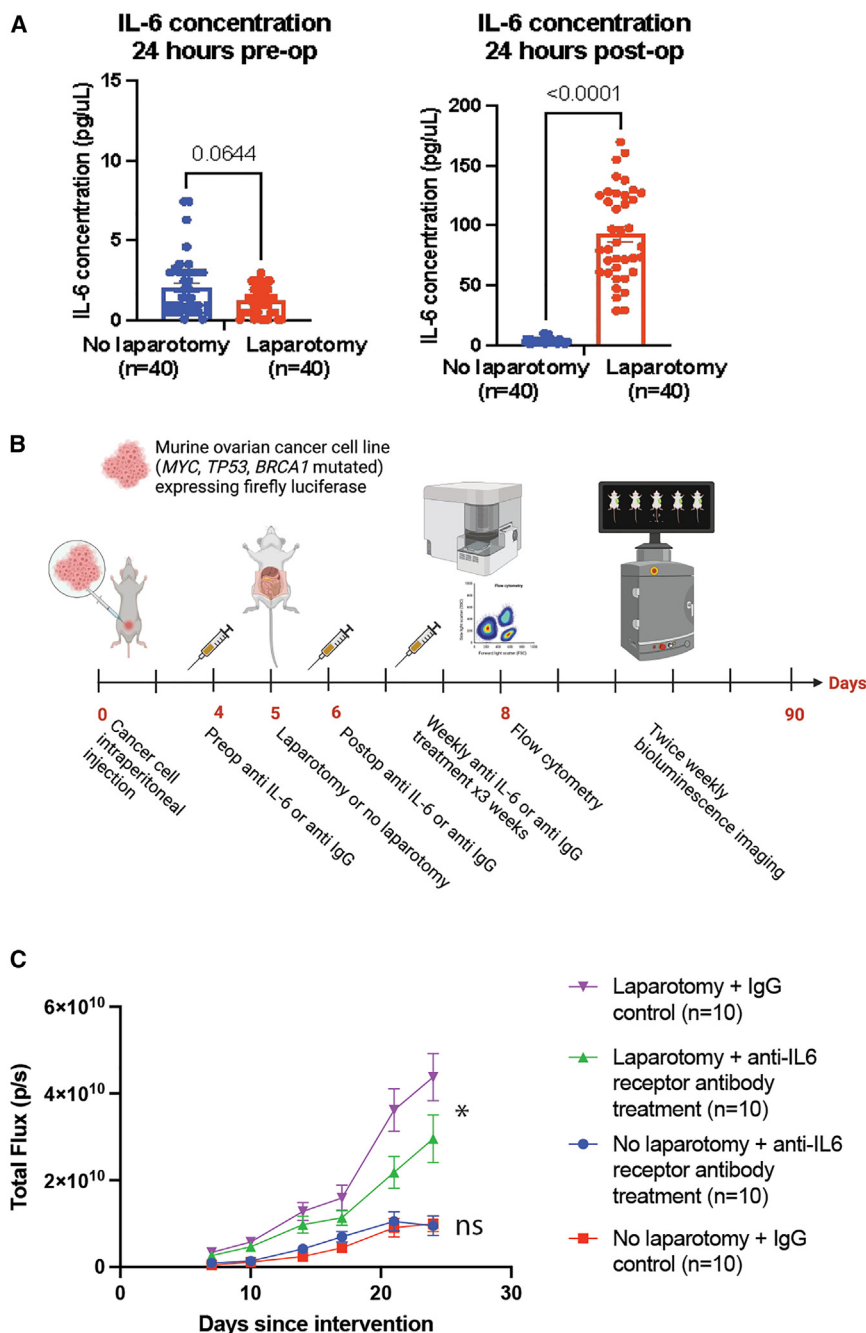 A
IL-6 concentration
24 hours pre-op
IL-6 concentration (pg/uL)
15
10
5
0
0.0644
No laparotomy
(n=40)
Laparotomy
(n=40)
IL-6 concentration
24 hours post-op
IL-6 concentration (pg/uL)
200
150
100
50
0
<0.0001
No laparotomy
(n=40)
Laparotomy
(n=40)
B
Murine ovarian cancer cell line
(MYC, TP53, BRCA1 mutated)
expressing firefly luciferase
Flow cytometry
Forward light scatter (FSC)
Days
0
4
5
6
8
90
Cancer cell
intraperitoneal
injection
Preop anti IL-6 or anti IgG
Laparotomy or no laparotomy
Postop anti IL-6 or anti IgG
Weekly anti IL-6 or anti IgG
treatment x3 weeks
Flow cytometry
Twice weekly
bioluminescence imaging
C
Total Flux (p/s)
6×10¹⁰
4×10¹⁰
2×10¹⁰
0
0
10
20
30
Days since intervention
*
ns
Laparotomy + IgG
control (n=10)
Laparotomy + anti-IL6
receptor antibody
treatment (n=10)
No laparotomy + anti-IL6
receptor antibody
treatment (n=10)
No laparotomy + IgG
control (n=10)